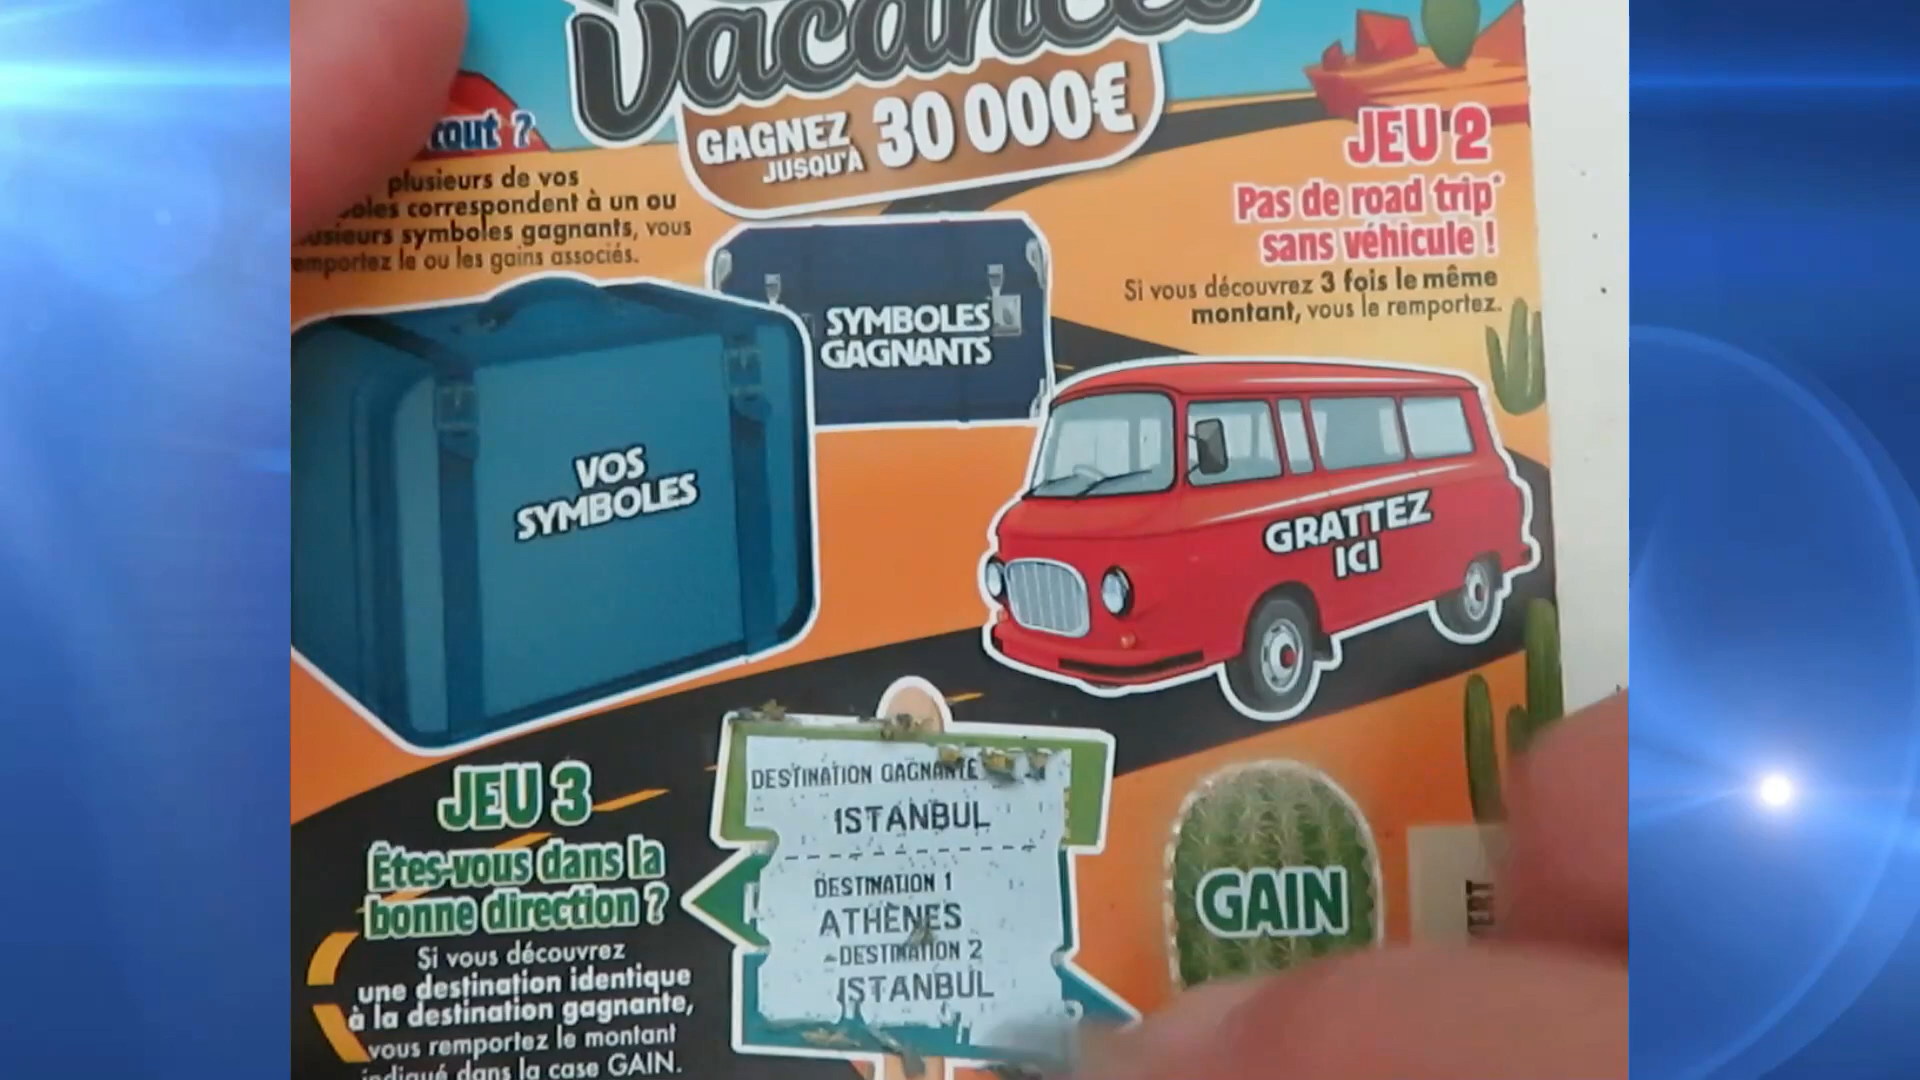 Vacances
GAGNEZ
JUSQU'À
30 000€
tout ?
plusieurs de vos
correspondent à un ou
symboles gagnants, vous
emportez le ou les gains associés.
JEU 2
Pas de road trip*
sans véhicule !
Si vous découvrez 3 fois le même
montant, vous le remportez.
SYMBOLES
GAGNANTS
VOS
SYMBOLES
GRATTEZ
ICI
JEU 3
Êtes-vous dans la
bonne direction ?
Si vous découvrez
une destination identique
à la destination gagnante,
vous remportez le montant
indiqué dans la case GAIN.
DESTINATION GAGNANTE
ISTANBUL
DESTINATION 1
ATHÈNES
DESTINATION 2
ISTANBUL
GAIN